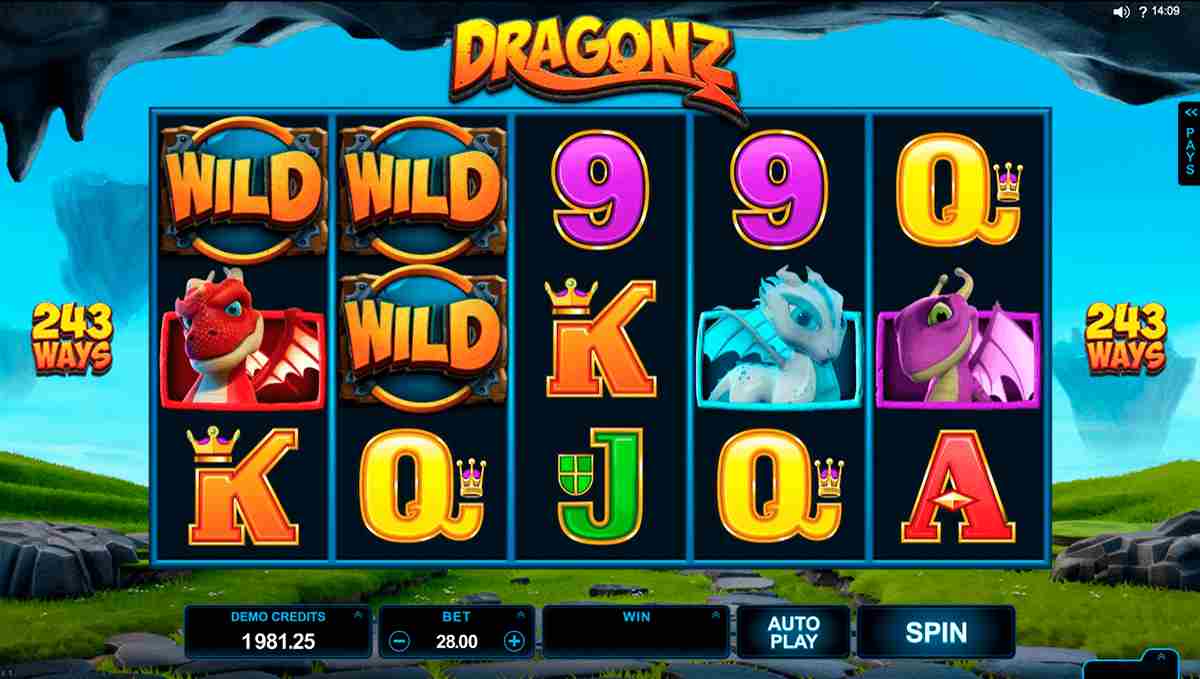 ? 14:09
DRAGONZ
<< PAYS
WILD WILD 9 9 Q
243 WAYS
WILD K
243 WAYS
K Q J Q A
DEMO CREDITS
1981.25
BET
28.00
WIN
AUTO
PLAY
SPIN